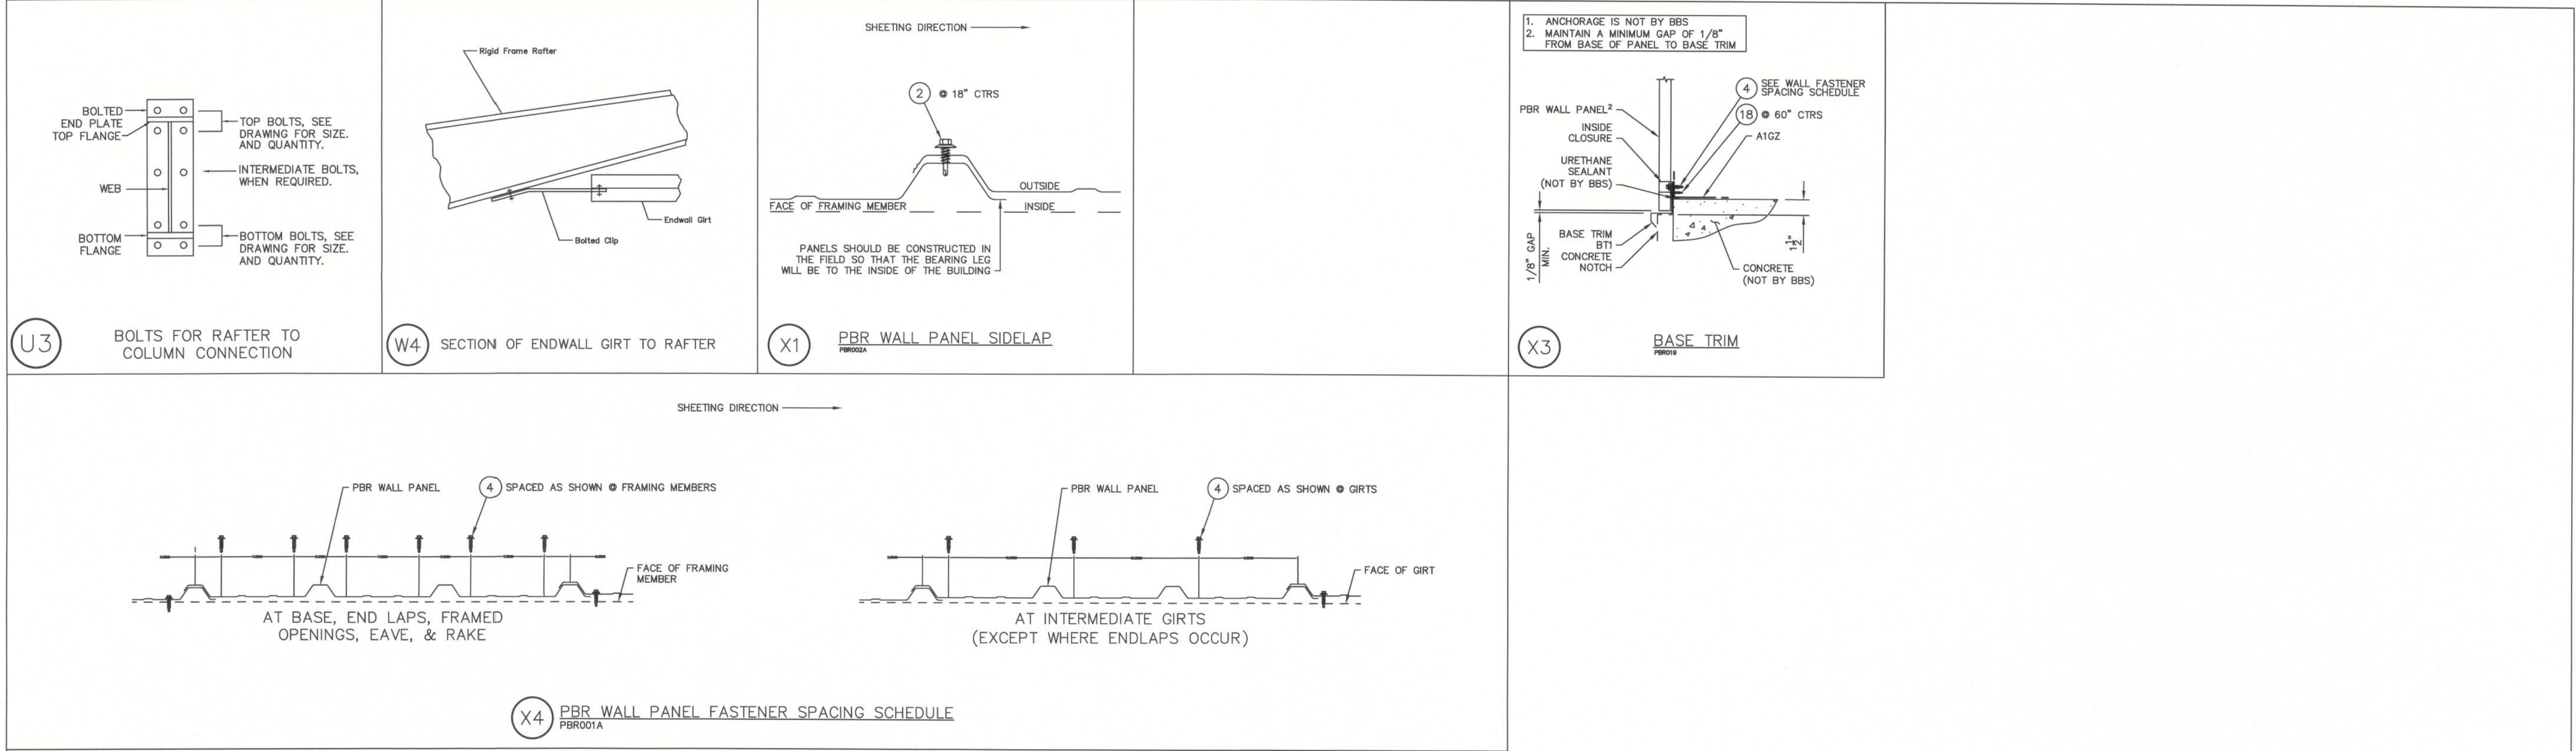 BOLTED
END PLATE
TOP FLANGE
WEB
BOTTOM
FLANGE
TOP BOLTS, SEE
DRAWING FOR SIZE.
AND QUANTITY.
INTERMEDIATE BOLTS,
WHEN REQUIRED.
BOTTOM BOLTS, SEE
DRAWING FOR SIZE.
AND QUANTITY.
U3
BOLTS FOR RAFTER TO
COLUMN CONNECTION
Rigid Frame Rafter
Endwall Girt
Bolted Clip
W4
SECTION OF ENDWALL GIRT TO RAFTER
SHEETING DIRECTION
2 @ 18" CTRS
OUTSIDE
FACE OF FRAMING MEMBER
INSIDE
PANELS SHOULD BE CONSTRUCTED IN
THE FIELD SO THAT THE BEARING LEG
WILL BE TO THE INSIDE OF THE BUILDING
X1
PBR WALL PANEL SIDELAP
PBR002A
1. ANCHORAGE IS NOT BY BBS
2. MAINTAIN A MINIMUM GAP OF 1/8"
FROM BASE OF PANEL TO BASE TRIM
4 SEE WALL FASTENER
SPACING SCHEDULE
18 @ 60" CTRS
A1GZ
PBR WALL PANEL²
INSIDE
CLOSURE
URETHANE
SEALANT
(NOT BY BBS)
1/8" GAP
MIN.
BASE TRIM
BT1
CONCRETE
NOTCH
1½"
CONCRETE
(NOT BY BBS)
X3
BASE TRIM
PBR019
SHEETING DIRECTION
PBR WALL PANEL
4 SPACED AS SHOWN @ FRAMING MEMBERS
FACE OF FRAMING
MEMBER
AT BASE, END LAPS, FRAMED
OPENINGS, EAVE, & RAKE
PBR WALL PANEL
4 SPACED AS SHOWN @ GIRTS
FACE OF GIRT
AT INTERMEDIATE GIRTS
(EXCEPT WHERE ENDLAPS OCCUR)
X4
PBR WALL PANEL FASTENER SPACING SCHEDULE
PBR001A